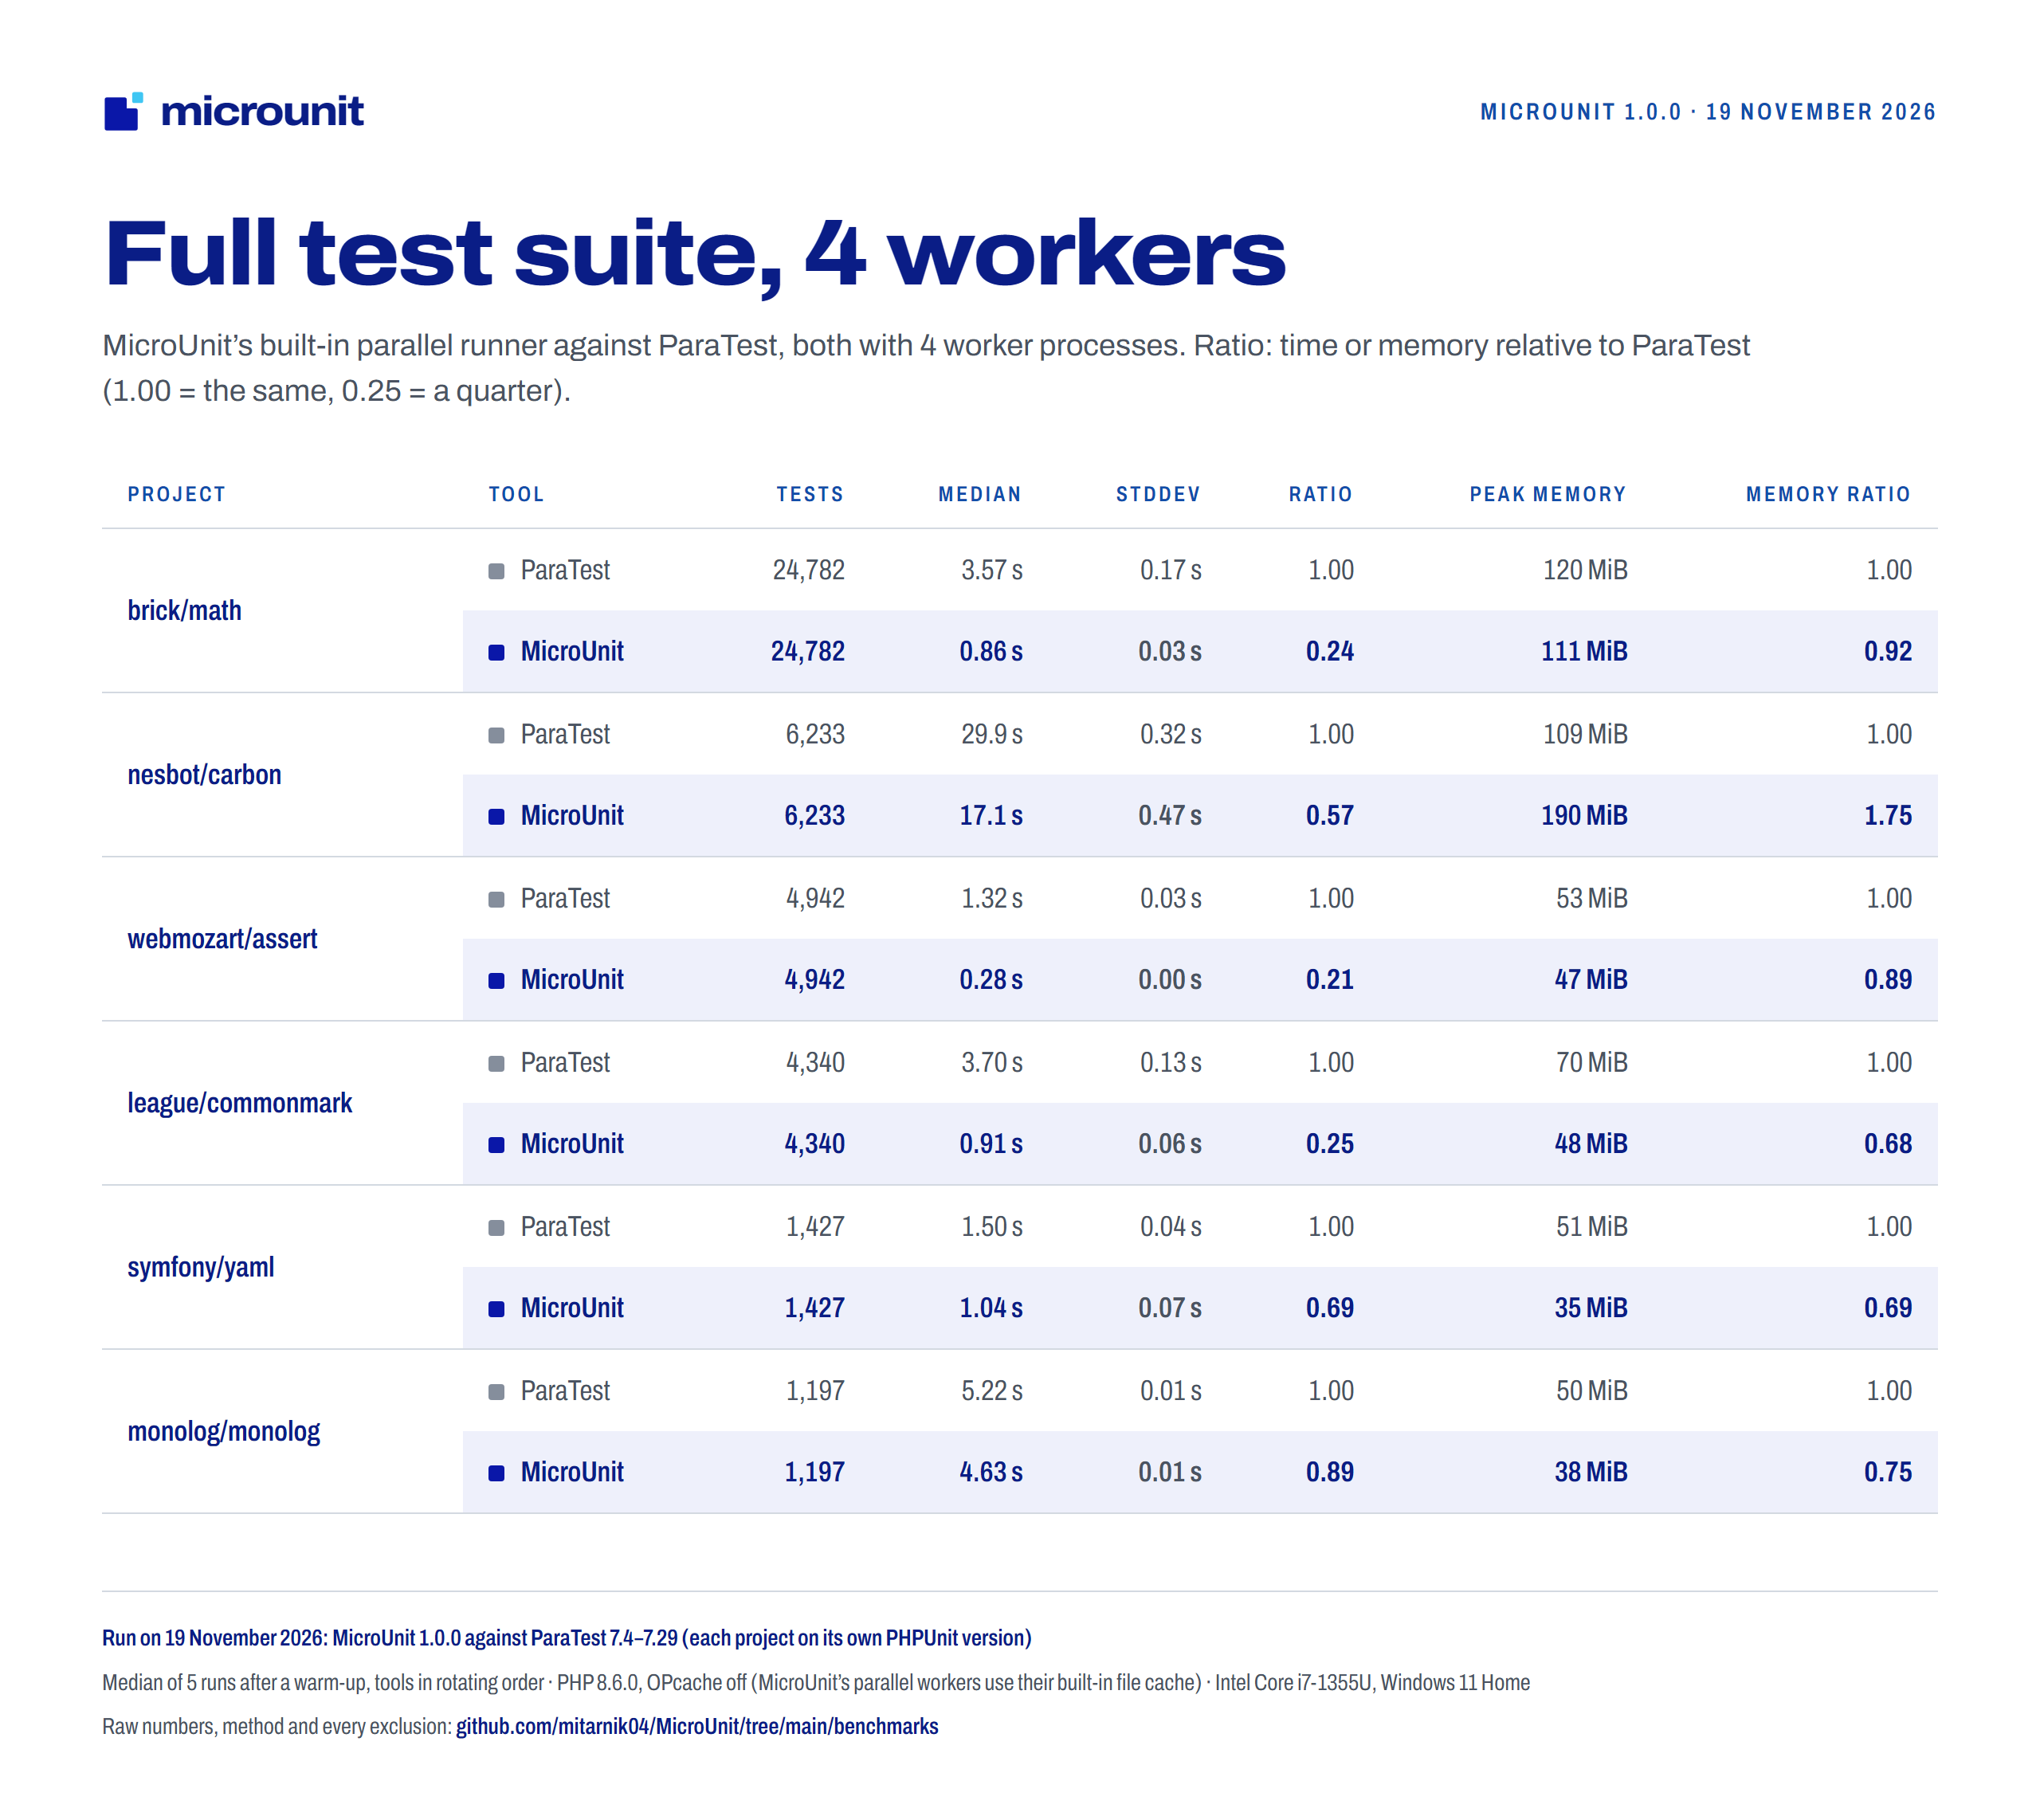 microunit
MICROUNIT 1.0.0 · 19 NOVEMBER 2026
Full test suite, 4 workers
MicroUnit’s built-in parallel runner against ParaTest, both with 4 worker processes. Ratio: time or memory relative to ParaTest
(1.00 = the same, 0.25 = a quarter).
PROJECT TOOL TESTS MEDIAN STDDEV RATIO PEAK MEMORY MEMORY RATIO
brick/math
ParaTest 24,782 3.57 s 0.17 s 1.00 120 MiB 1.00
MicroUnit 24,782 0.86 s 0.03 s 0.24 111 MiB 0.92
nesbot/carbon
ParaTest 6,233 29.9 s 0.32 s 1.00 109 MiB 1.00
MicroUnit 6,233 17.1 s 0.47 s 0.57 190 MiB 1.75
webmozart/assert
ParaTest 4,942 1.32 s 0.03 s 1.00 53 MiB 1.00
MicroUnit 4,942 0.28 s 0.00 s 0.21 47 MiB 0.89
league/commonmark
ParaTest 4,340 3.70 s 0.13 s 1.00 70 MiB 1.00
MicroUnit 4,340 0.91 s 0.06 s 0.25 48 MiB 0.68
symfony/yaml
ParaTest 1,427 1.50 s 0.04 s 1.00 51 MiB 1.00
MicroUnit 1,427 1.04 s 0.07 s 0.69 35 MiB 0.69
monolog/monolog
ParaTest 1,197 5.22 s 0.01 s 1.00 50 MiB 1.00
MicroUnit 1,197 4.63 s 0.01 s 0.89 38 MiB 0.75
Run on 19 November 2026: MicroUnit 1.0.0 against ParaTest 7.4–7.29 (each project on its own PHPUnit version)
Median of 5 runs after a warm-up, tools in rotating order · PHP 8.6.0, OPcache off (MicroUnit’s parallel workers use their built-in file cache) · Intel Core i7-1355U, Windows 11 Home
Raw numbers, method and every exclusion: github.com/mitarnik04/MicroUnit/tree/main/benchmarks